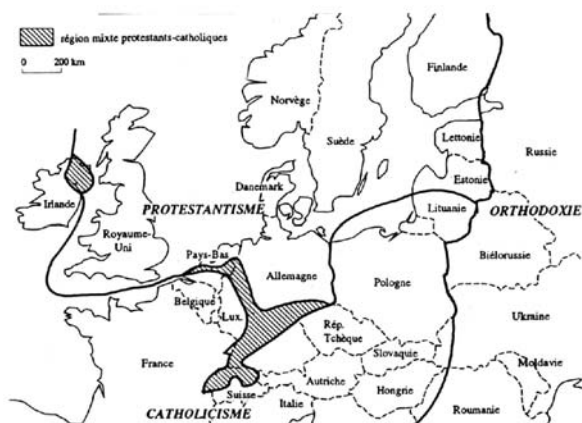 région mixte protestants-catholiques
0 200 km
Finlande
Norvège
Suède
Lettonie
Russie
Estonie
Danemark
Irlande
PROTESTANTISME
Lituanie
ORTHODOXIE
Royaume-
Uni
Pays-Bas
Biélorussie
Allemagne
Pologne
Belgique
Lux.
Ukraine
Rép.
Tchèque
Slovaquie
France
Moldavie
Autriche
Hongrie
Suisse
CATHOLICISME
Italie
Roumanie